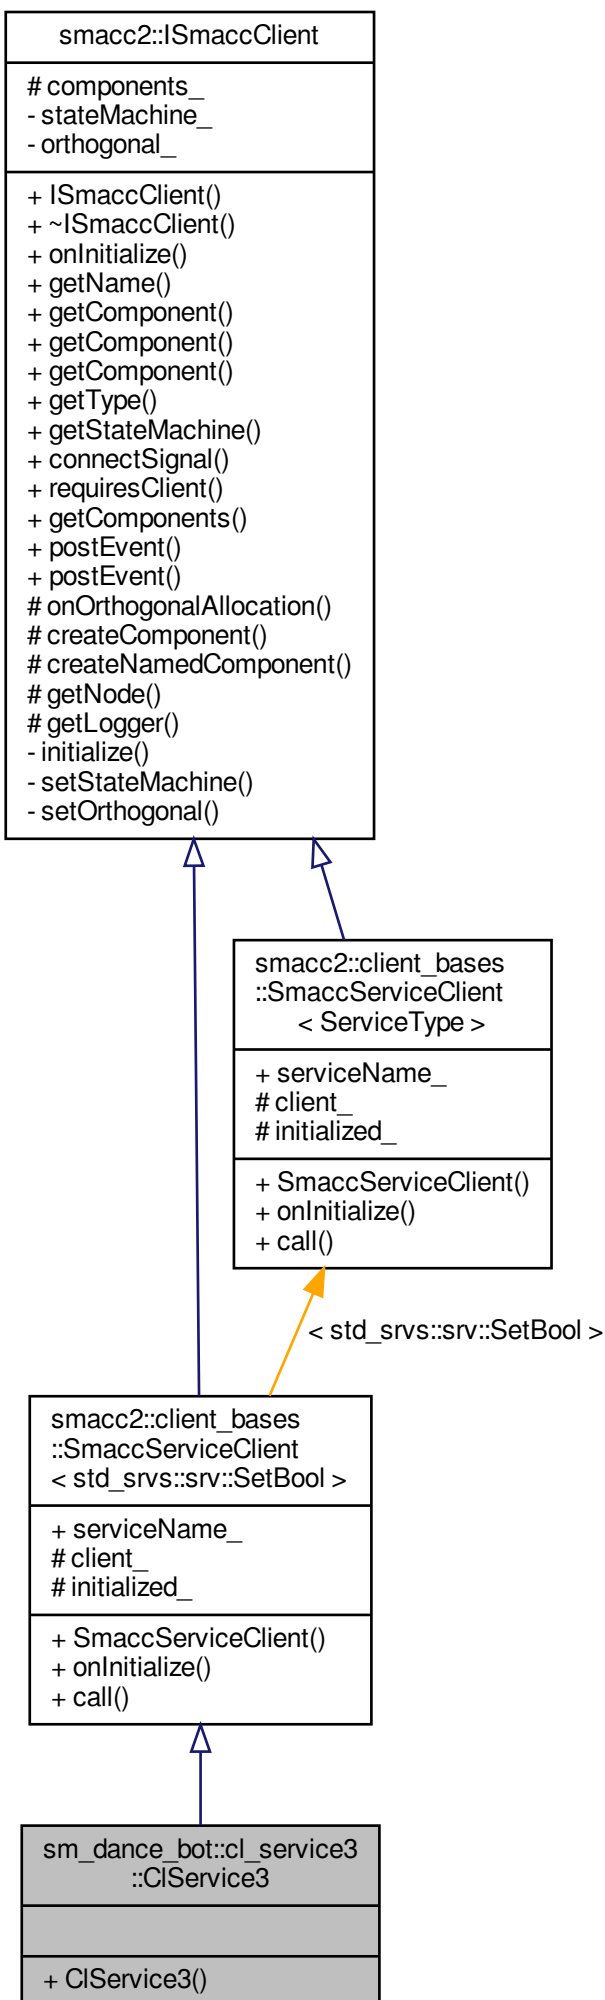 smacc2::ISmaccClient
# components_
- stateMachine_
- orthogonal_
+ ISmaccClient()
+ ~ISmaccClient()
+ onInitialize()
+ getName()
+ getComponent()
+ getComponent()
+ getComponent()
+ getType()
+ getStateMachine()
+ connectSignal()
+ requiresClient()
+ getComponents()
+ postEvent()
+ postEvent()
# onOrthogonalAllocation()
# createComponent()
# createNamedComponent()
# getNode()
# getLogger()
- initialize()
- setStateMachine()
- setOrthogonal()
smacc2::client_bases
::SmaccServiceClient
< ServiceType >
+ serviceName_
# client_
# initialized_
+ SmaccServiceClient()
+ onInitialize()
+ call()
< std_srvs::srv::SetBool >
smacc2::client_bases
::SmaccServiceClient
< std_srvs::srv::SetBool >
+ serviceName_
# client_
# initialized_
+ SmaccServiceClient()
+ onInitialize()
+ call()
sm_dance_bot::cl_service3
::ClService3
+ ClService3()